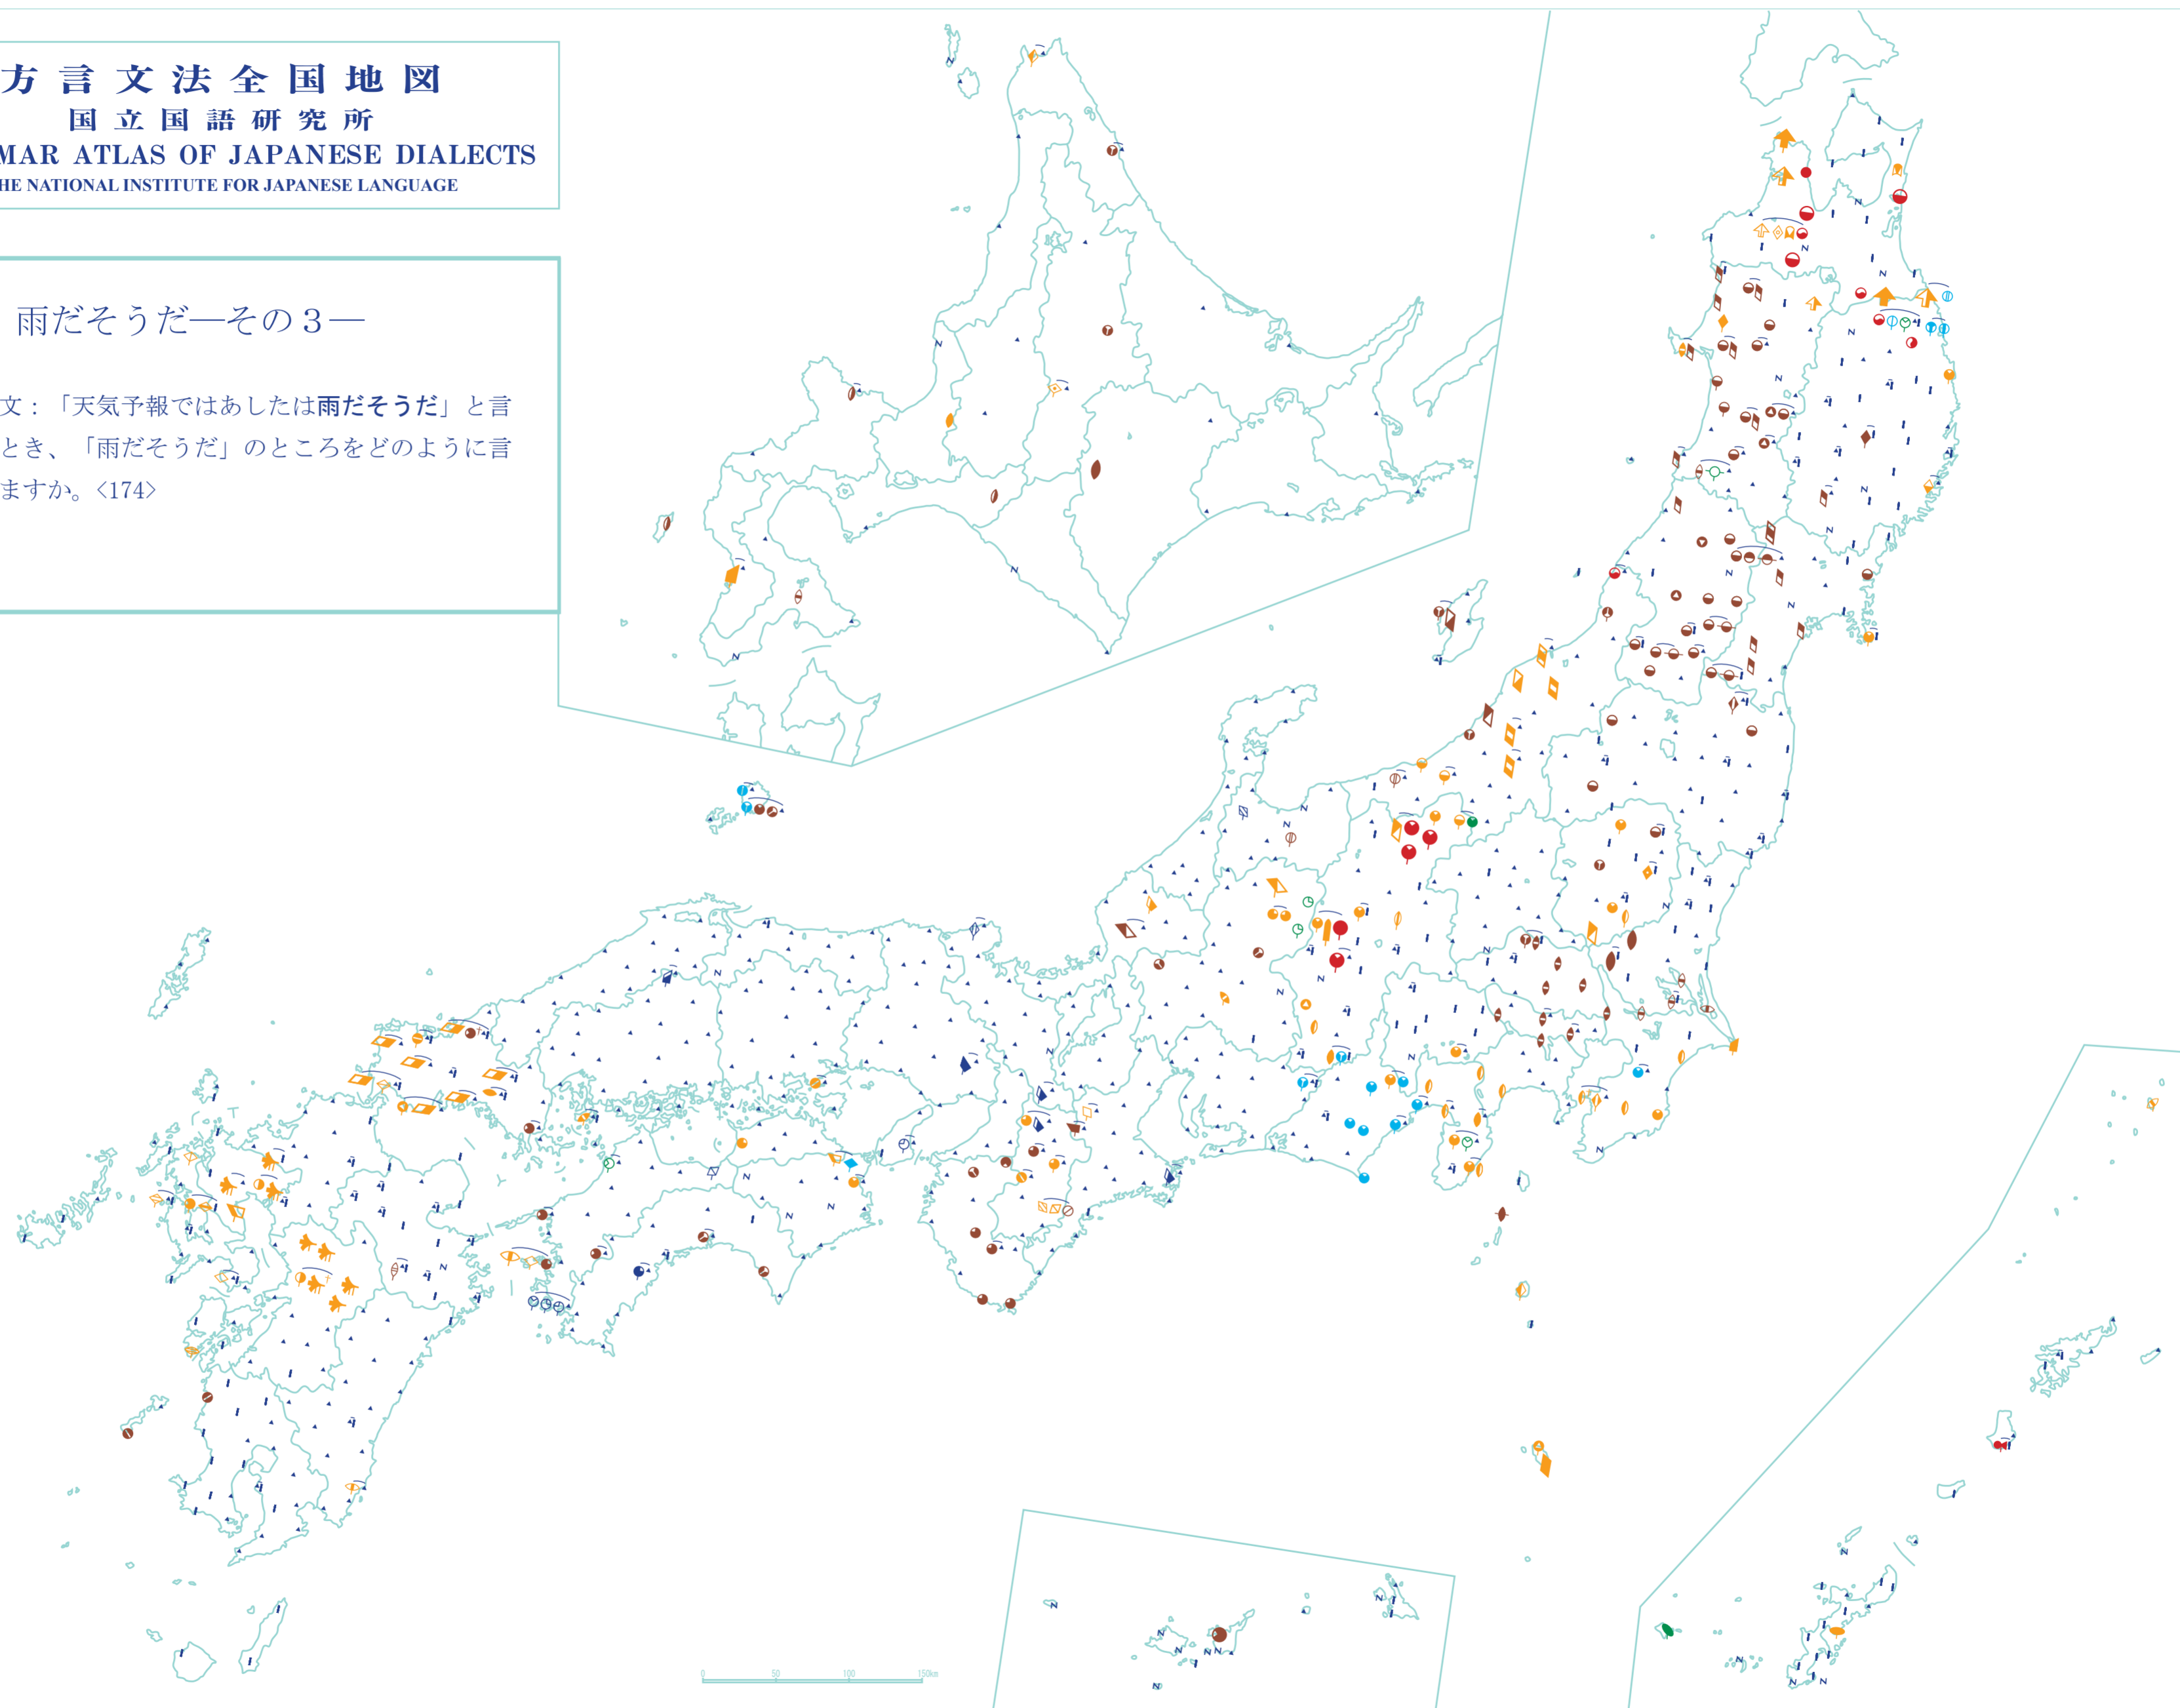 方言文法全国地図
国立国語研究所
MAR ATLAS OF JAPANESE DIALECTS
HE NATIONAL INSTITUTE FOR JAPANESE LANGUAGE
雨だそうだ―その３―
文：「天気予報ではあしたは雨だそうだ」と言
とき、「雨だそうだ」のところをどのように言
ますか。<174>
0 50 100 150km